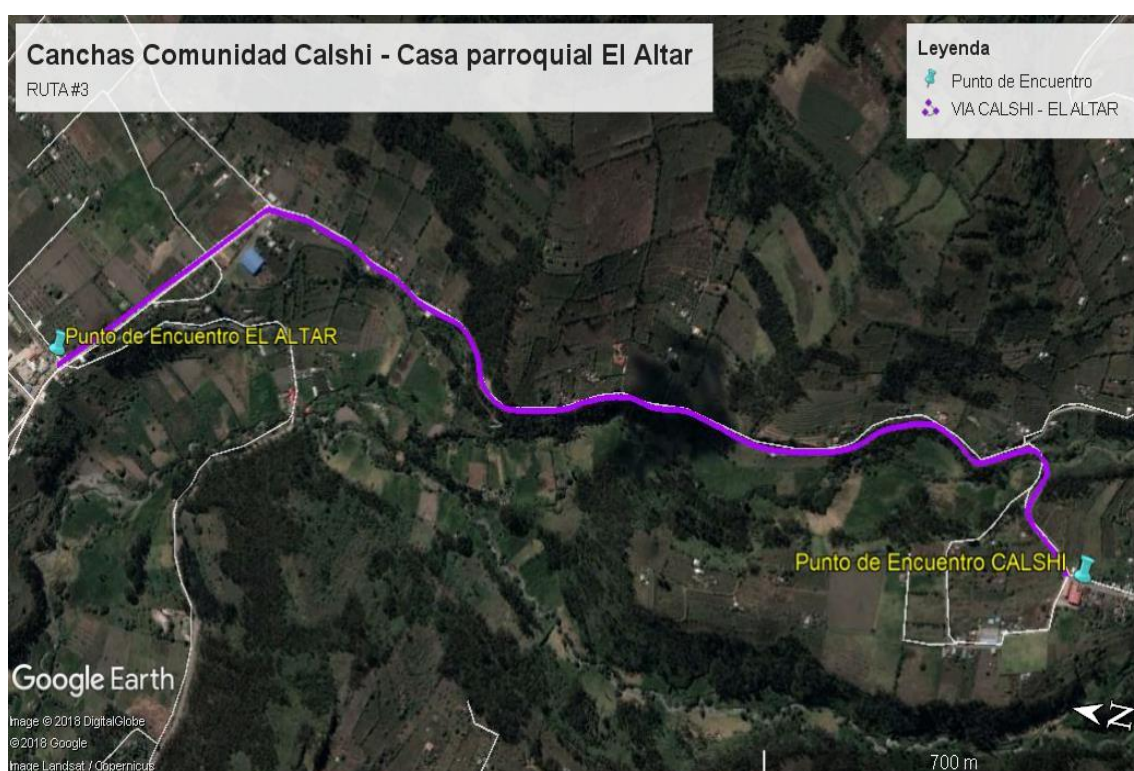 Canchas Comunidad Calshi - Casa parroquial El Altar
RUTA #3
Leyenda
Punto de Encuentro
VIA CALSHI - EL ALTAR
Punto de Encuentro EL ALTAR
Punto de Encuentro CALSHI
Google Earth
Image © 2018 DigitalGlobe
© 2018 Google
Image Landsat / Copernicus
N
700 m